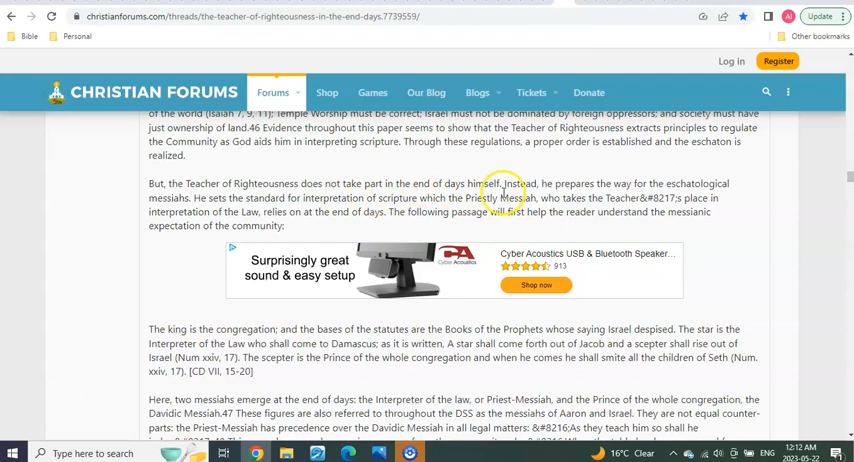 christianforums.com/threads/the-teacher-of-righteousness-in-the-end-days.7739559/
AI
Update
Bible
Personal
Other bookmarks
Log in
Register
CHRISTIAN FORUMS
Forums
Shop
Games
Our Blog
Blogs
Tickets
Donate
of the world (Isaiah 7, 9, 11); Temple Worship must be correct; Israel must not be dominated by foreign oppressors; and society must
have just ownership of land.46 Evidence throughout this paper seems to show that the Teacher of Righteousness extracts principles to regulate
the Community as God aids him in interpreting scripture. Through these regulations, a proper order is established and the eschaton is
realized.
But, the Teacher of Righteousness does not take part in the end of days himself. Instead, he prepares the way for the eschatological
messiahs. He sets the standard for interpretation of scripture which the Priestly Messiah, who takes the Teacher&#8217;s place in
interpretation of the Law, relies on at the end of days. The following passage will first help the reader understand the messianic
expectation of the community:
Surprisingly great
sound & easy setup
CA
CYBER ACOUSTICS
Cyber Acoustics USB & Bluetooth Speaker...
913
Shop now
The king is the congregation; and the bases of the statutes are the Books of the Prophets whose saying Israel despised. The star is the
Interpreter of the Law who shall come to Damascus; as it is written, A star shall come forth out of Jacob and a scepter shall rise out of
Israel (Num xxiv, 17). The scepter is the Prince of the whole congregation and when he comes he shall smite all the children of Seth (Num.
xxiv, 17). [CD VII, 15-20]
Here, two messiahs emerge at the end of days: the Interpreter of the law, or Priest-Messiah, and the Prince of the whole congregation, the
Davidic Messiah.47 These figures are also referred to throughout the DSS as the messiahs of Aaron and Israel. They are not equal counter-
parts: the Priest-Messiah has precedence over the Davidic Messiah in all legal matters: &#8216;As they teach him so shall he
Type here to search
16°C Clear
ENG
12:12 AM
2023-05-22
1